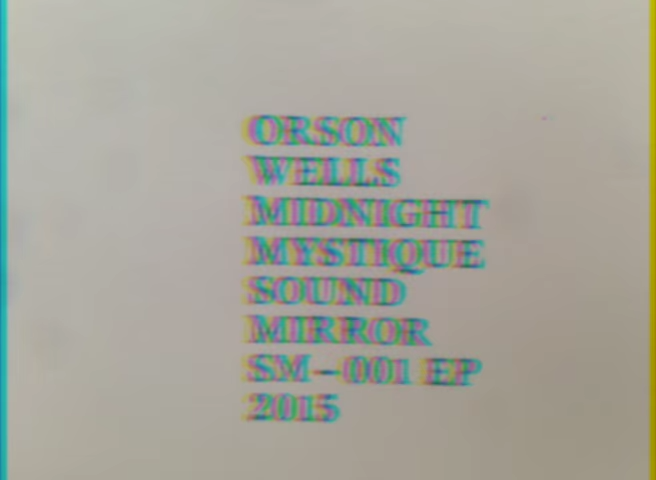 ORSON
WELLS
MIDNIGHT
MYSTIQUE
SOUND
MIRROR
SM-001 EP
2015